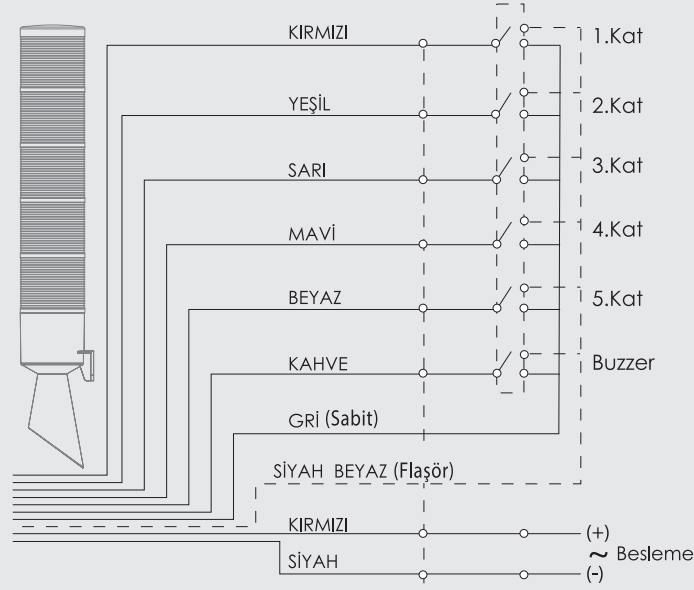 KIRMIZI 1.Kat
YEŞİL 2.Kat
SARI 3.Kat
MAVİ 4.Kat
BEYAZ 5.Kat
KAHVE Buzzer
GRİ (Sabit)
SİYAH BEYAZ (Flaşör)
KIRMIZI (+)
~ Besleme
SİYAH (-)